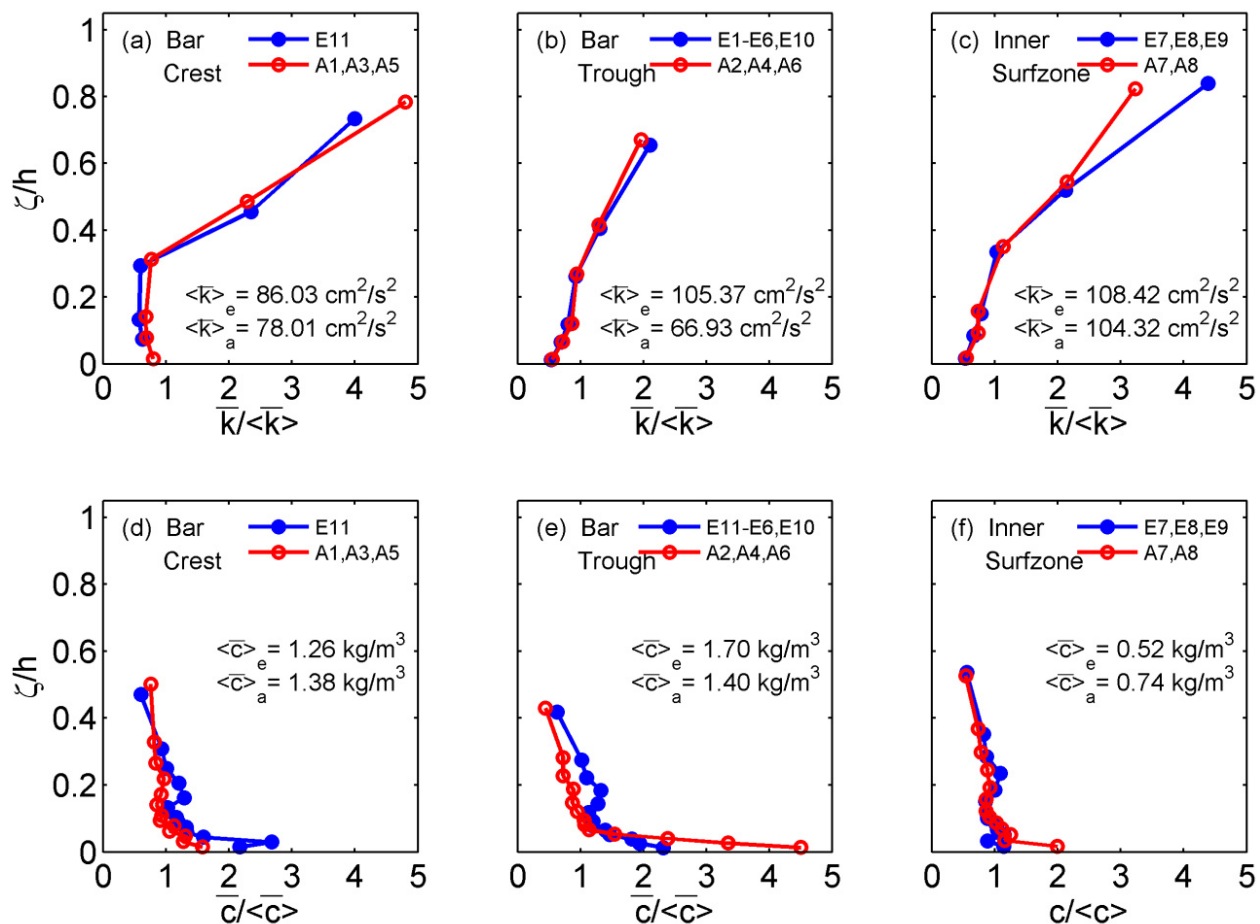 (a) Bar Crest
E11
A1,A3,A5
<k̅>e = 86.03 cm²/s²
<k̅>a = 78.01 cm²/s²
ζ/h
1
0.8
0.6
0.4
0.2
0
0 1 2 3 4 5
k̅/<k̅>
(b) Bar Trough
E1-E6,E10
A2,A4,A6
<k̅>e = 105.37 cm²/s²
<k̅>a = 66.93 cm²/s²
0 1 2 3 4 5
k̅/<k̅>
(c) Inner Surfzone
E7,E8,E9
A7,A8
<k̅>e = 108.42 cm²/s²
<k̅>a = 104.32 cm²/s²
0 1 2 3 4 5
k̅/<k̅>
(d) Bar Crest
E11
A1,A3,A5
<c̅>e = 1.26 kg/m³
<c̅>a = 1.38 kg/m³
ζ/h
1
0.8
0.6
0.4
0.2
0
0 1 2 3 4 5
c̅/<c̅>
(e) Bar Trough
E11-E6,E10
A2,A4,A6
<c̅>e = 1.70 kg/m³
<c̅>a = 1.40 kg/m³
0 1 2 3 4 5
c̅/<c̅>
(f) Inner Surfzone
E7,E8,E9
A7,A8
<c̅>e = 0.52 kg/m³
<c̅>a = 0.74 kg/m³
0 1 2 3 4 5
c/<c>